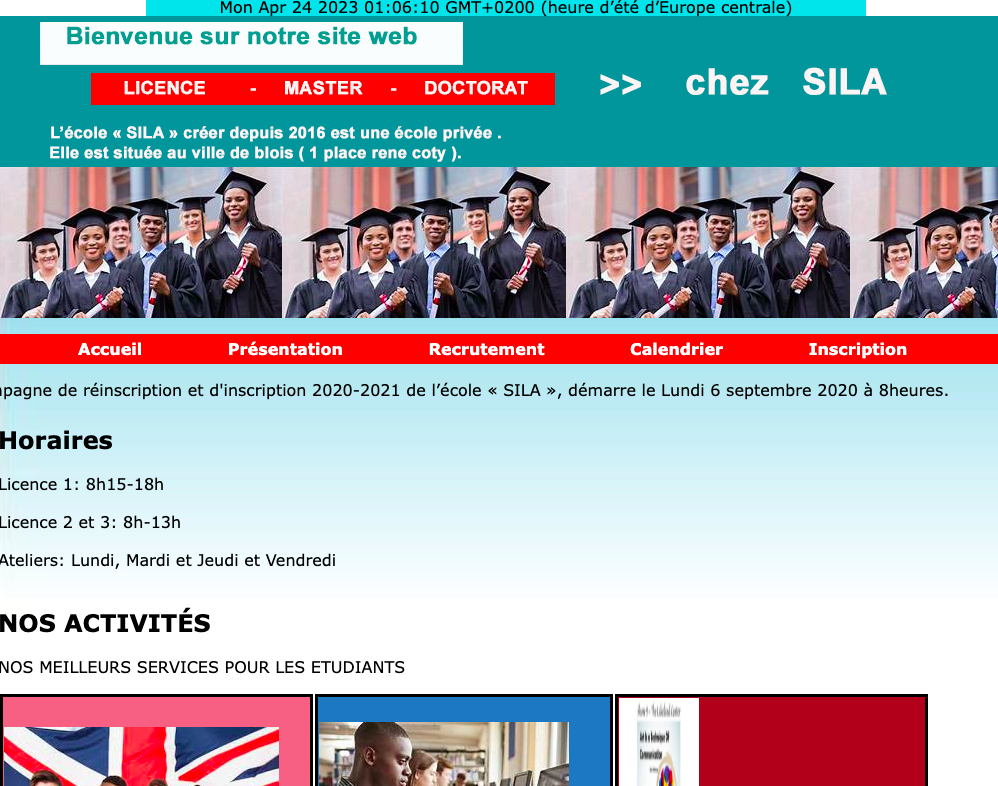 Mon Apr 24 2023 01:06:10 GMT+0200 (heure d’été d’Europe centrale)
Bienvenue sur notre site web
LICENCE - MASTER - DOCTORAT
>> chez SILA
L’école « SILA » créer depuis 2016 est une école privée .
Elle est située au ville de blois ( 1 place rene coty ).
Accueil Présentation Recrutement Calendrier Inscription
de réinscription et d'inscription 2020-2021 de l’école « SILA », démarre le Lundi 6 septembre 2020 à 8heures.
Horaires
Licence 1: 8h15-18h
Licence 2 et 3: 8h-13h
Ateliers: Lundi, Mardi et Jeudi et Vendredi
NOS ACTIVITÉS
NOS MEILLEURS SERVICES POUR LES ETUDIANTS
Communication